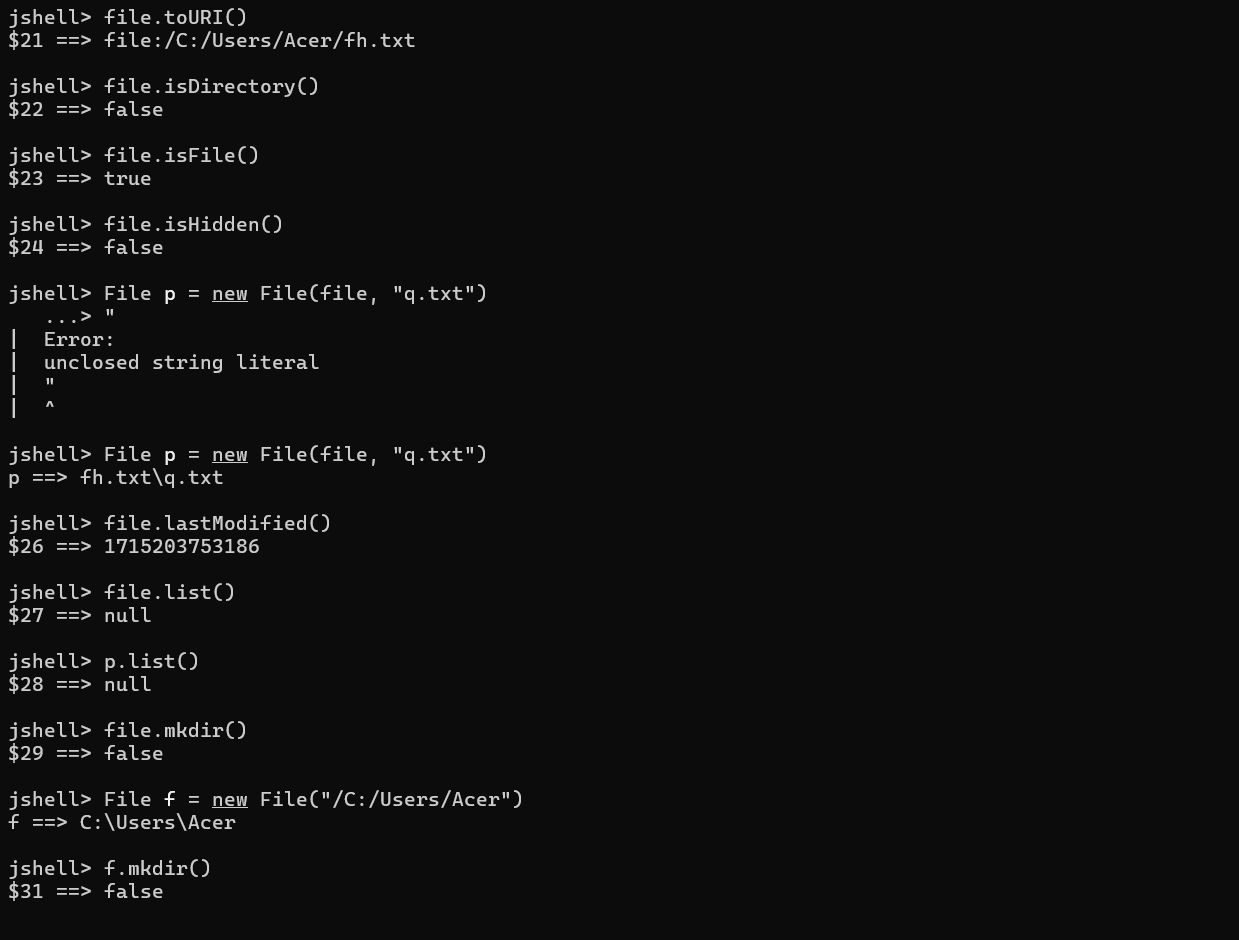 jshell> file.toURI()
$21 ==> file:/C:/Users/Acer/fh.txt
jshell> file.isDirectory()
$22 ==> false
jshell> file.isFile()
$23 ==> true
jshell> file.isHidden()
$24 ==> false
jshell> File p = new File(file, "q.txt")
   ...> "
|  Error:
|  unclosed string literal
|  "
|  ^
jshell> File p = new File(file, "q.txt")
p ==> fh.txt\q.txt
jshell> file.lastModified()
$26 ==> 1715203753186
jshell> file.list()
$27 ==> null
jshell> p.list()
$28 ==> null
jshell> file.mkdir()
$29 ==> false
jshell> File f = new File("/C:/Users/Acer")
f ==> C:\Users\Acer
jshell> f.mkdir()
$31 ==> false